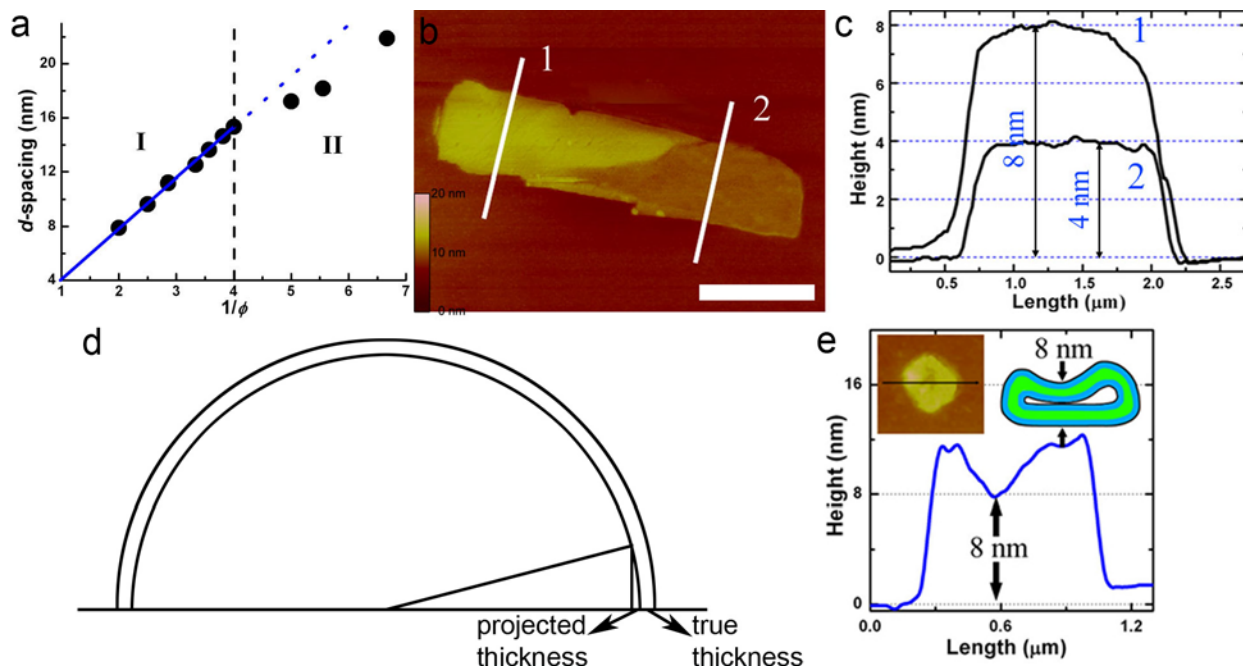 a
d-spacing (nm)
20
16
12
8
4
I
II
1
2
3
4
5
6
7
1/ϕ
b
1
2
20 nm
10 nm
0 nm
c
Height (nm)
8
6
4
2
0
1
2
8 nm
4 nm
0.5
1.0
1.5
2.0
2.5
Length (μm)
d
projected
thickness
true
thickness
e
Height (nm)
16
8
0
8 nm
8 nm
0.0
0.6
1.2
Length (μm)